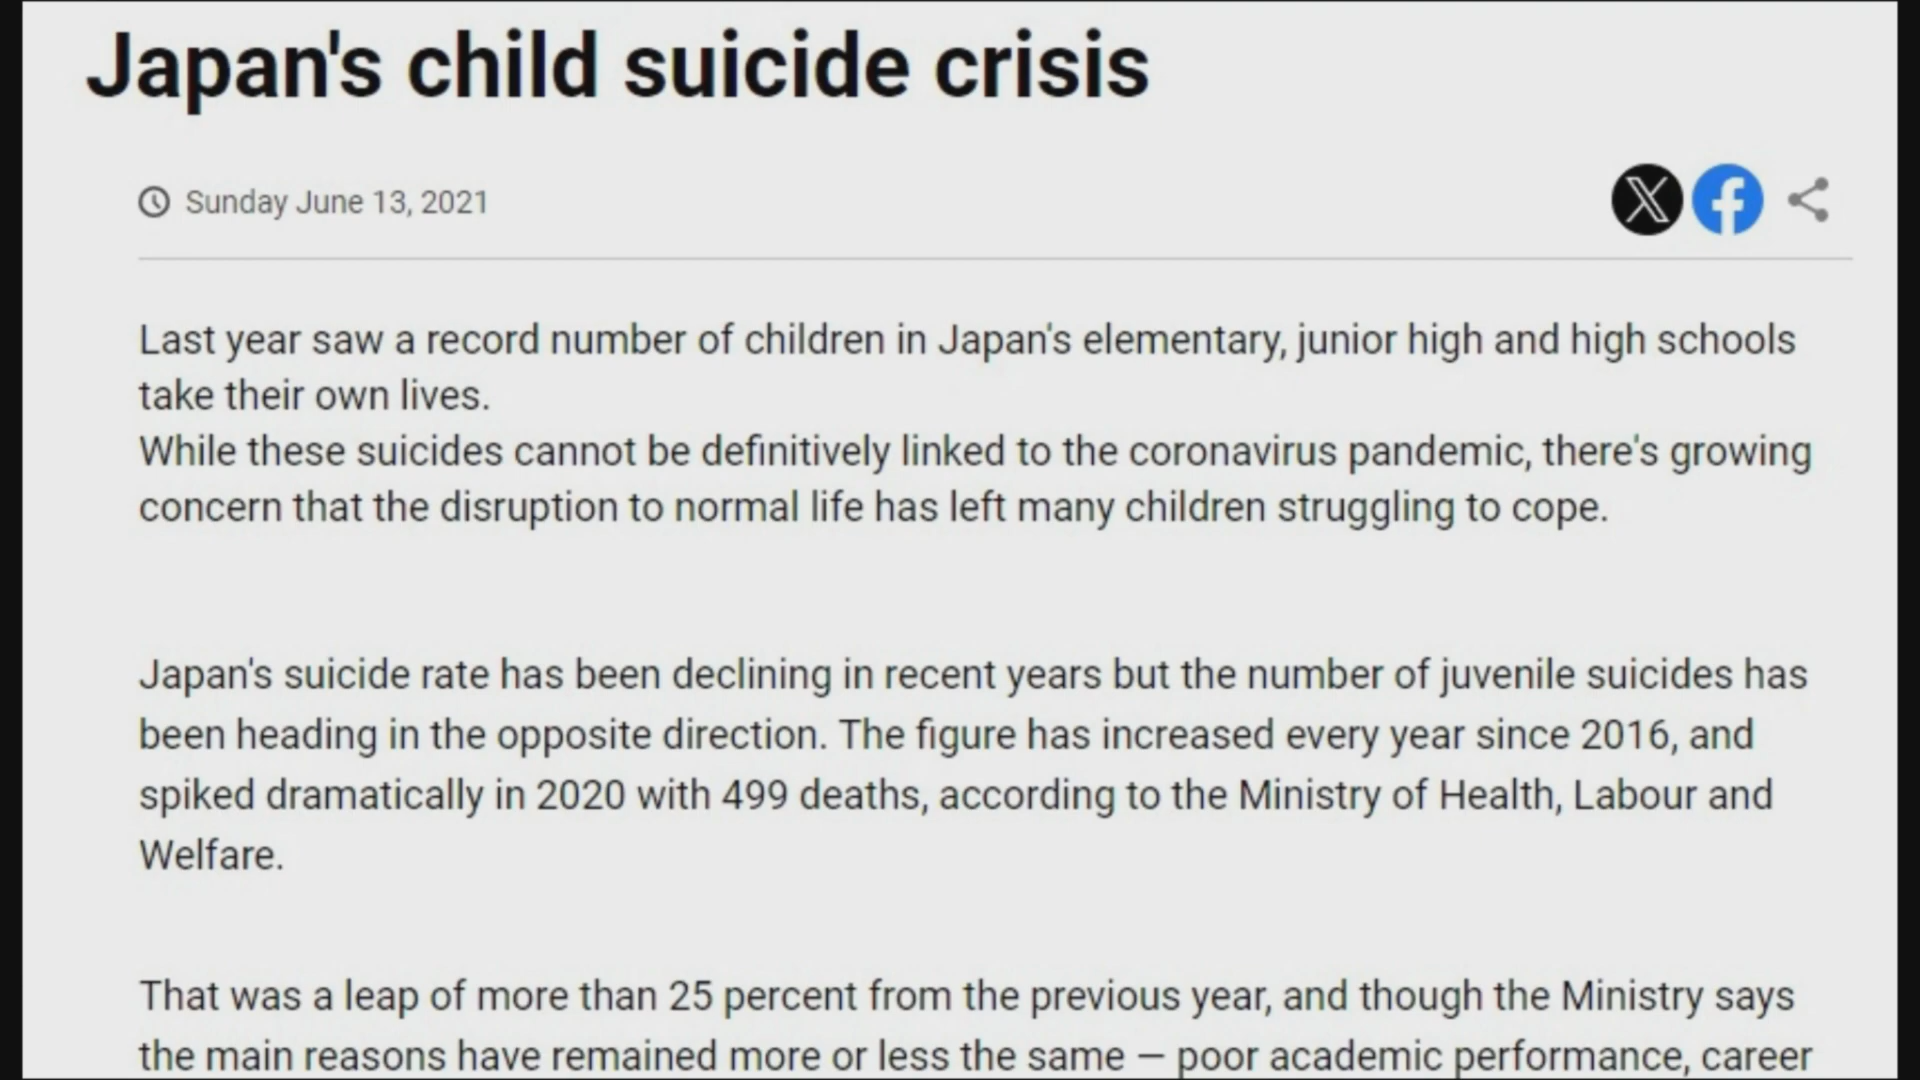 Japan's child suicide crisis
Sunday June 13, 2021
Last year saw a record number of children in Japan's elementary, junior high and high schools
take their own lives.
While these suicides cannot be definitively linked to the coronavirus pandemic, there's growing
concern that the disruption to normal life has left many children struggling to cope.
Japan's suicide rate has been declining in recent years but the number of juvenile suicides has
been heading in the opposite direction. The figure has increased every year since 2016, and
spiked dramatically in 2020 with 499 deaths, according to the Ministry of Health, Labour and
Welfare.
That was a leap of more than 25 percent from the previous year, and though the Ministry says
the main reasons have remained more or less the same — poor academic performance, career